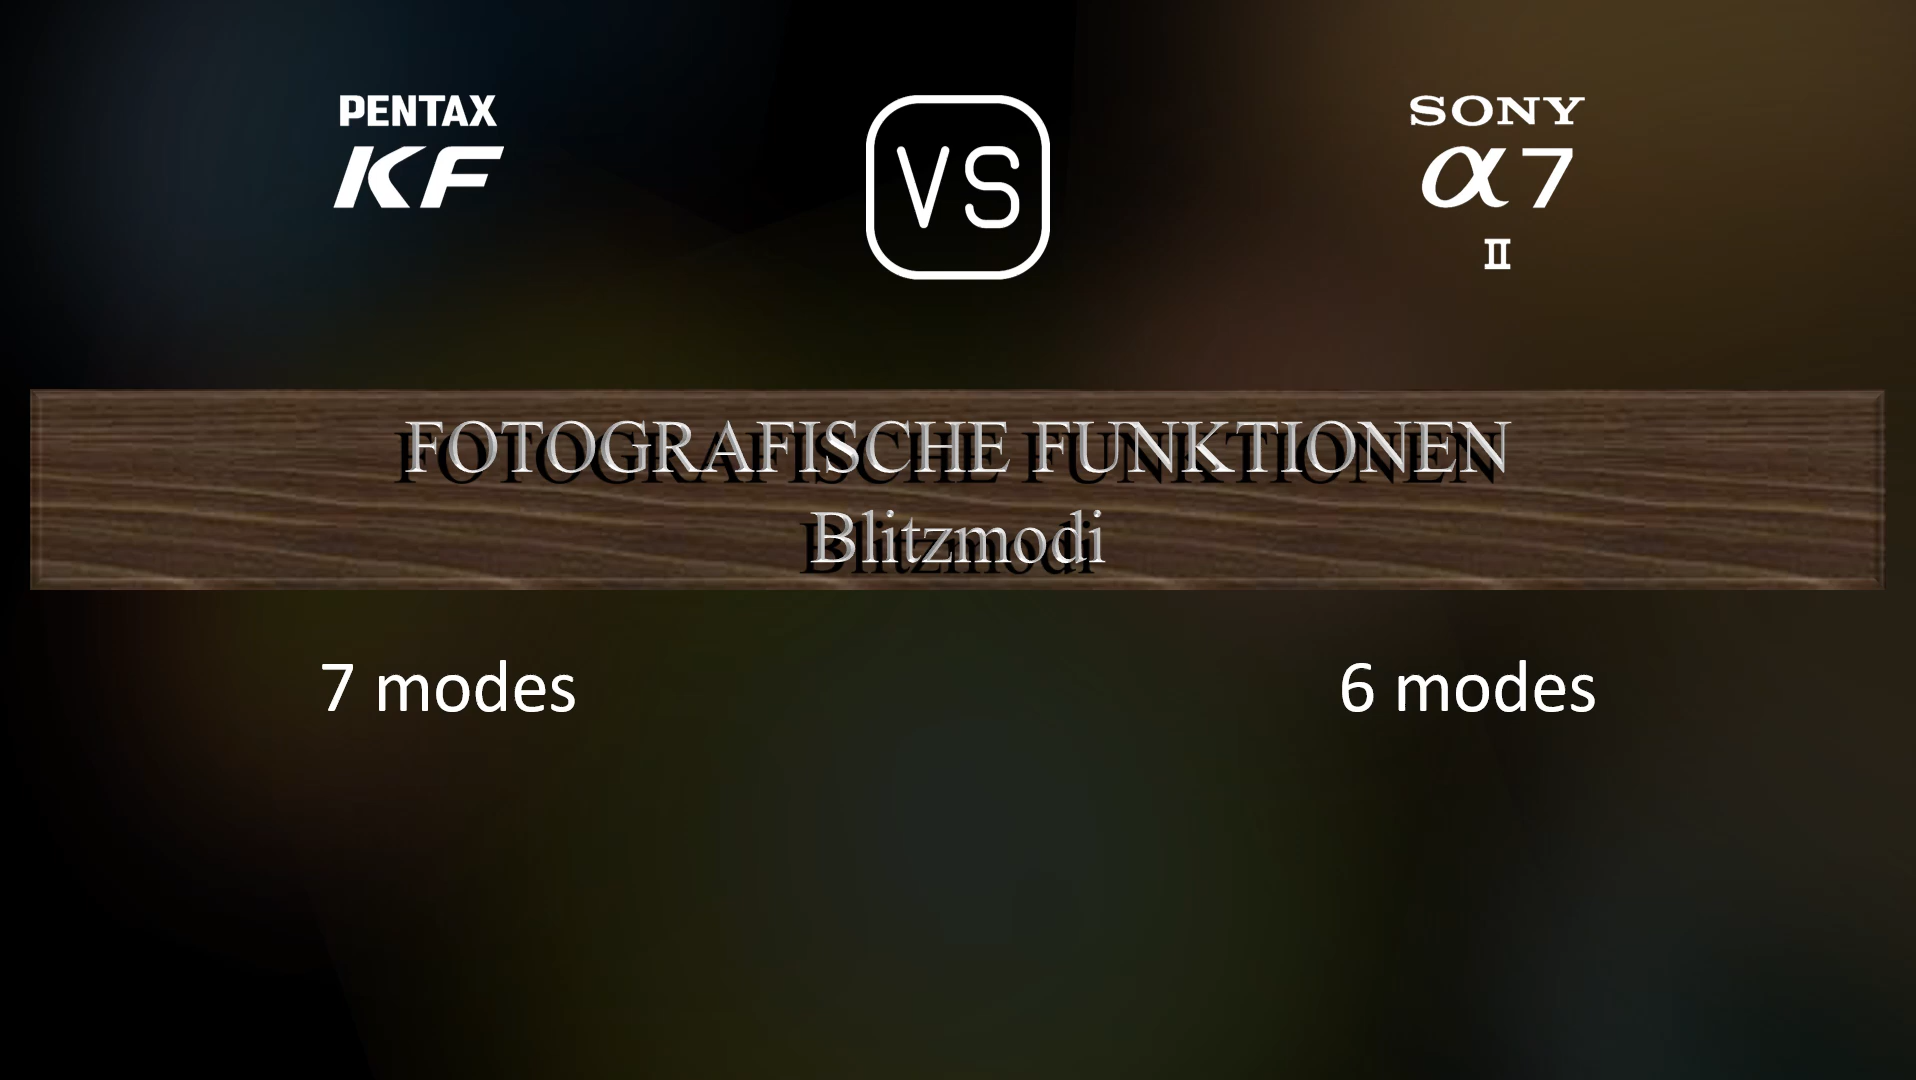 PENTAX
KF
VS
SONY
α7
II
FOTOGRAFISCHE FUNKTIONEN
Blitzmodi
7 modes
6 modes